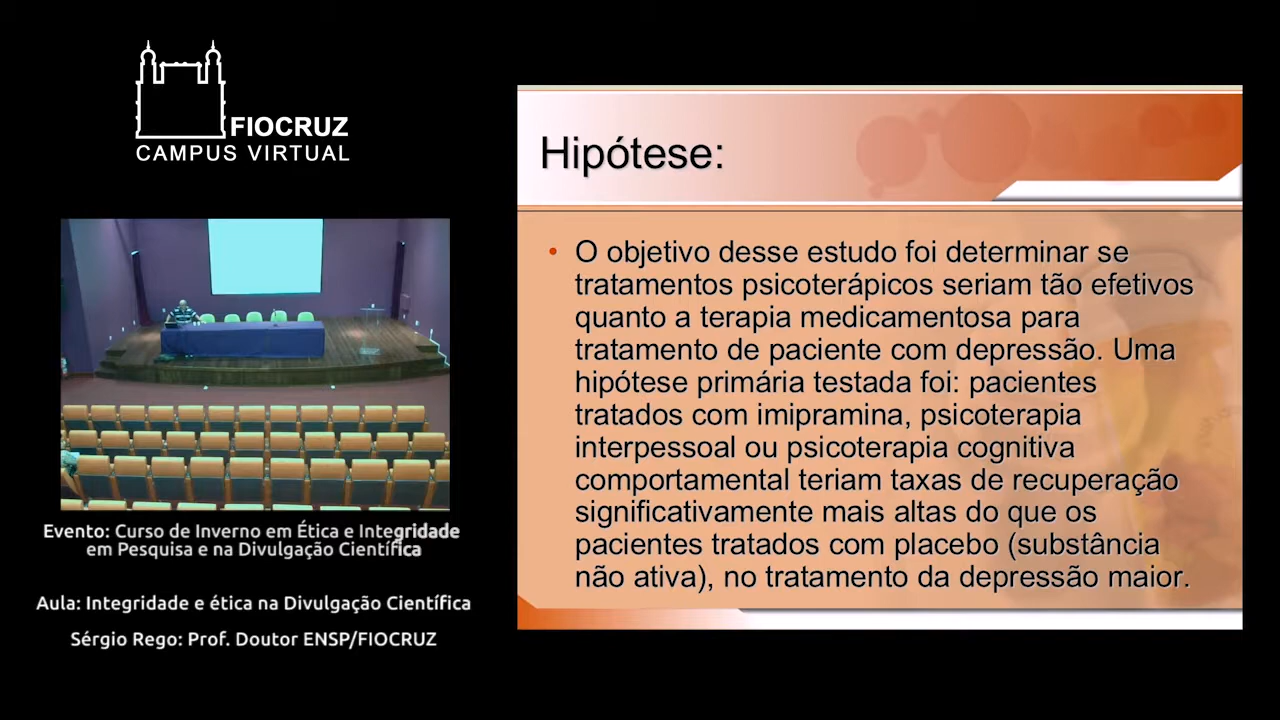 FIOCRUZ
CAMPUS VIRTUAL
Evento: Curso de Inverno em Ética e Integridade
em Pesquisa e na Divulgação Científica
Aula: Integridade e ética na Divulgação Científica
Sérgio Rego: Prof. Doutor ENSP/FIOCRUZ
Hipótese:
• O objetivo desse estudo foi determinar se
tratamentos psicoterápicos seriam tão efetivos
quanto a terapia medicamentosa para
tratamento de paciente com depressão. Uma
hipótese primária testada foi: pacientes
tratados com imipramina, psicoterapia
interpessoal ou psicoterapia cognitiva
comportamental teriam taxas de recuperação
significativamente mais altas do que os
pacientes tratados com placebo (substância
não ativa), no tratamento da depressão maior.